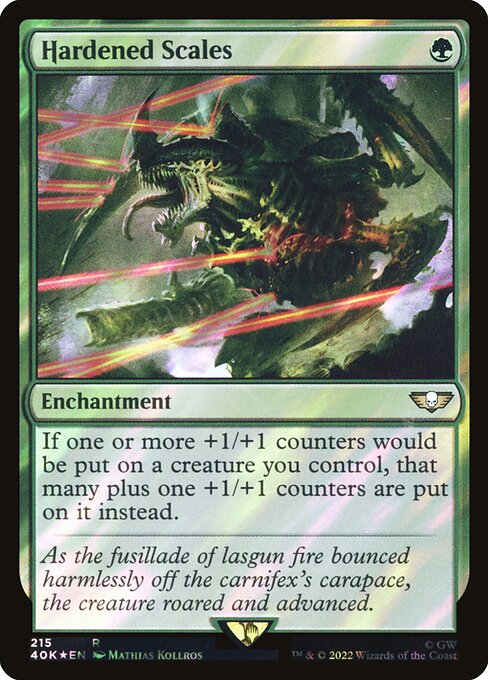 Hardened Scales
Enchantment
If one or more +1/+1 counters would
be put on a creature you control, that
many plus one +1/+1 counters are put
on it instead.
As the fusillade of lasgun fire bounced
harmlessly off the carnifex's carapace,
the creature roared and advanced.
215 R
40K★EN Mathias Kollros
© GW
™ & © 2022 Wizards of the Coast